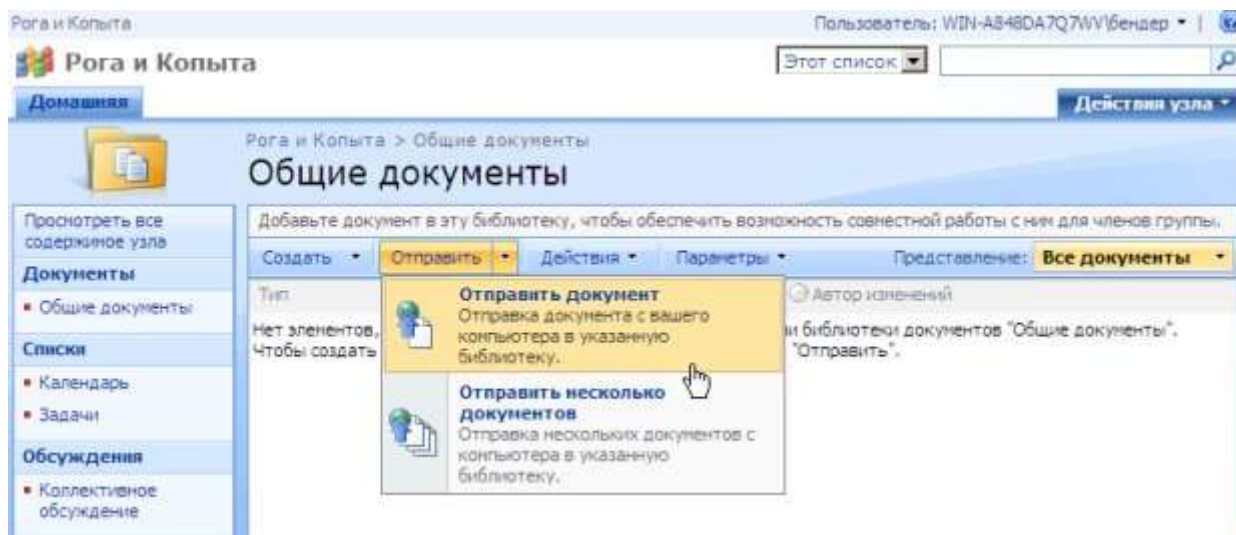 Рога и Копыта
Пользователь: WIN-A848DA7Q7WV\бендер
Рога и Копыта
Этот список
Домашняя
Действия узла
Рога и Копыта > Общие документы
Общие документы
Просмотреть все
содержимое узла
Документы
Общие документы
Списки
Календарь
Задачи
Обсуждения
Коллективное
обсуждение
Добавьте документ в эту библиотеку, чтобы обеспечить возможность совместной работы с ним для членов группы.
Создать
Отправить
Действия
Параметры
Представление: Все документы
Тип
Автор изменений
Нет элементов,
и библиотеки документов "Общие документы".
Чтобы создать
"Отправить".
Отправить документ
Отправка документа с вашего
компьютера в указанную
библиотеку.
Отправить несколько
документов
Отправка нескольких документов с
компьютера в указанную
библиотеку.